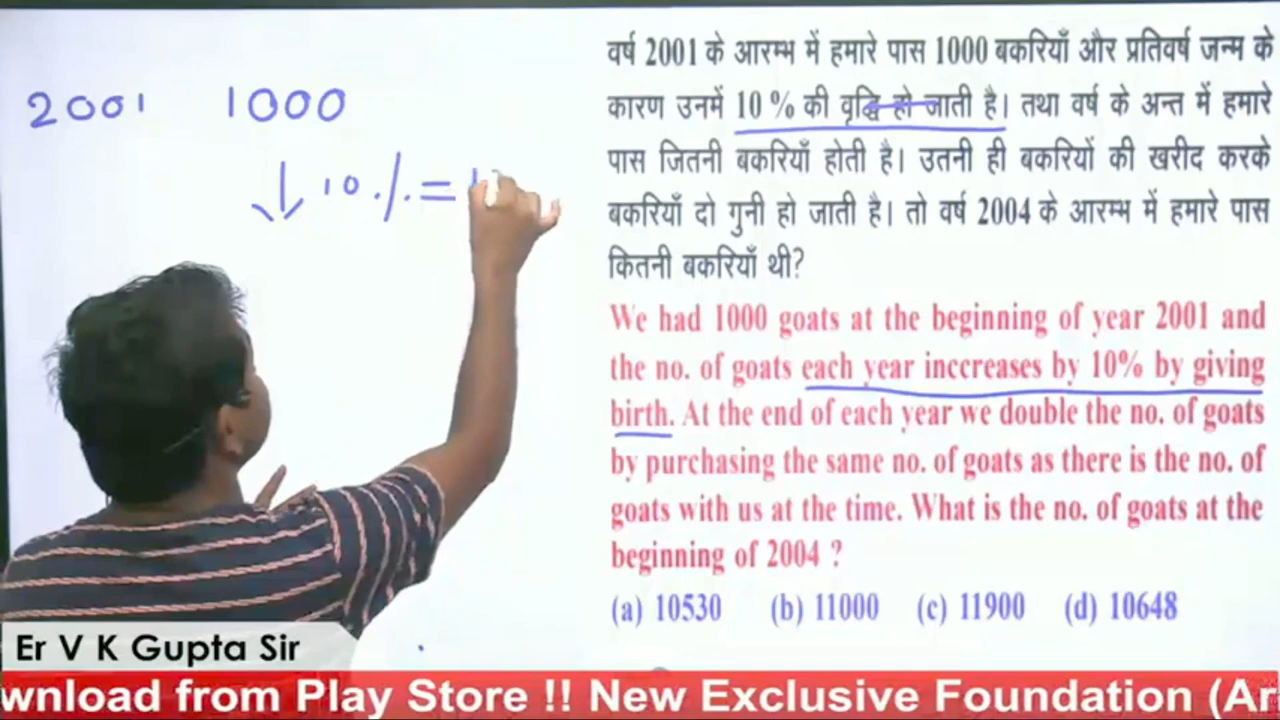 2001 1000
10%=
वर्ष 2001 के आरम्भ में हमारे पास 1000 बकरियाँ और प्रतिवर्ष जन्म के
कारण उनमें 10 % की वृद्धि हो जाती है। तथा वर्ष के अन्त में हमारे
पास जितनी बकरियाँ होती है। उतनी ही बकरियों की खरीद करके
बकरियाँ दो गुनी हो जाती है। तो वर्ष 2004 के आरम्भ में हमारे पास
कितनी बकरियाँ थी?
We had 1000 goats at the beginning of year 2001 and
the no. of goats each year inccreases by 10% by giving
birth. At the end of each year we double the no. of goats
by purchasing the same no. of goats as there is the no. of
goats with us at the time. What is the no. of goats at the
beginning of 2004 ?
(a) 10530 (b) 11000 (c) 11900 (d) 10648
Er V K Gupta Sir
wnload from Play Store !! New Exclusive Foundation (Ar